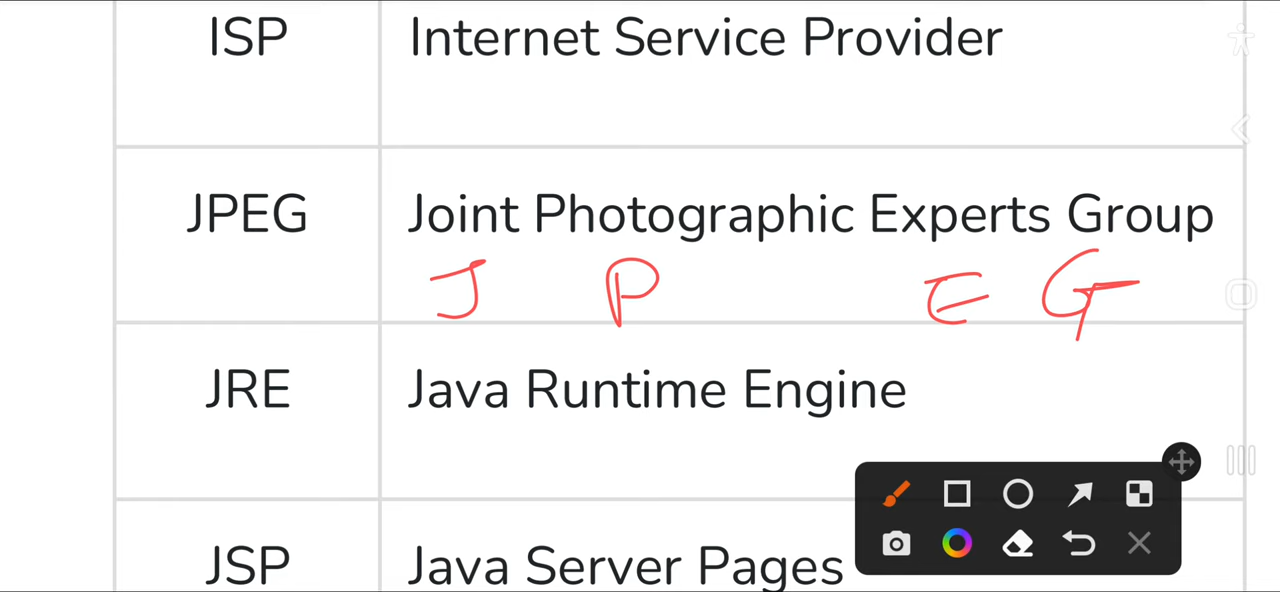 ISP Internet Service Provider
JPEG Joint Photographic Experts Group
J P E G
JRE Java Runtime Engine
JSP Java Server Pages